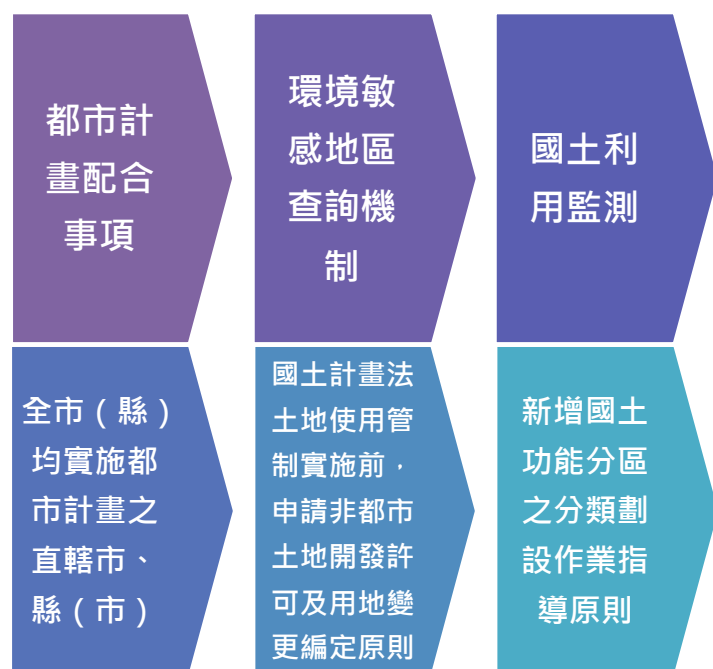 都市計
畫配合
事項
環境敏
感地區
查詢機
制
國土利
用監測
全市（縣）
均實施都
市計畫之
直轄市、
縣（市）
國土計畫法
土地使用管
制實施前，
申請非都市
土地開發許
可及用地變
更編定原則
新增國土
功能分區
之分類劃
設作業指
導原則